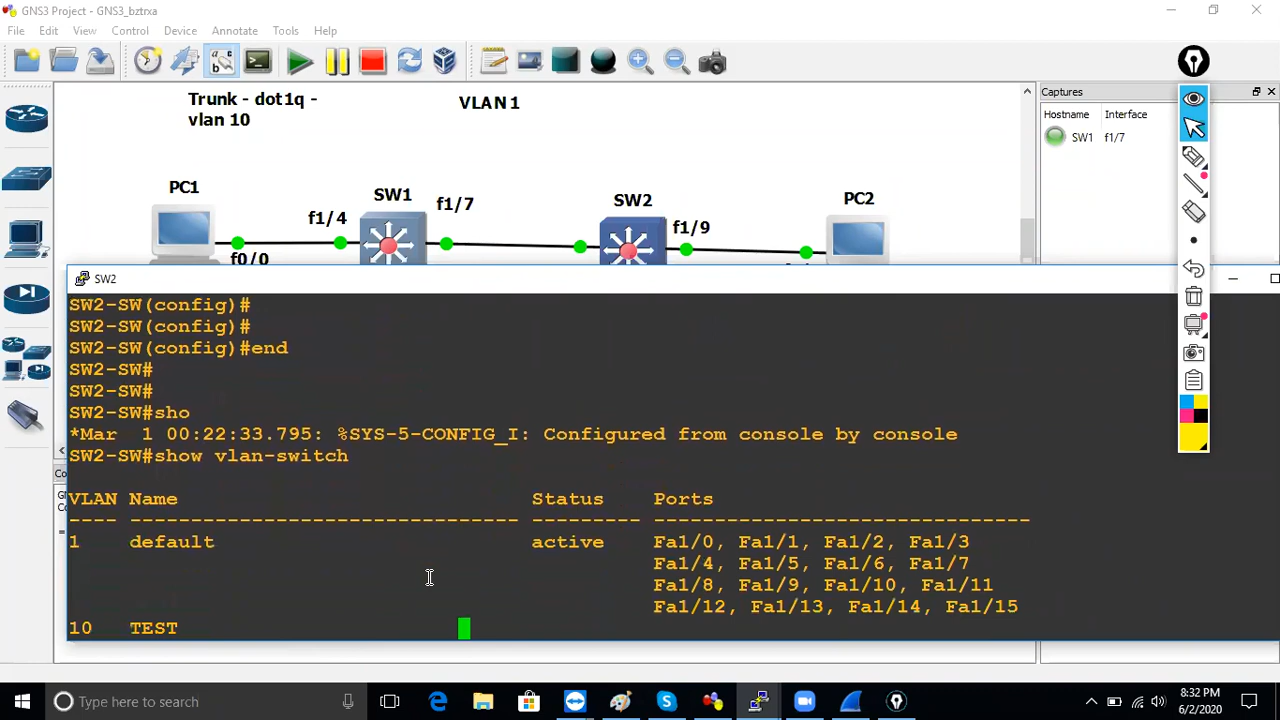 GNS3 Project - GNS3_bztrxa
File Edit View Control Device Annotate Tools Help
Trunk - dot1q -
vlan 10
VLAN 1
Captures
Hostname Interface
SW1 f1/7
PC1
SW1
SW2
PC2
f1/4
f1/7
f1/9
f0/0
SW2
SW2-SW(config)#
SW2-SW(config)#
SW2-SW(config)#end
SW2-SW#
SW2-SW#
SW2-SW#sho
*Mar 1 00:22:33.795: %SYS-5-CONFIG_I: Configured from console by console
SW2-SW#show vlan-switch
VLAN Name Status Ports
---- -------------------------------- --------- -------------------------------
1 default active Fa1/0, Fa1/1, Fa1/2, Fa1/3
Fa1/4, Fa1/5, Fa1/6, Fa1/7
Fa1/8, Fa1/9, Fa1/10, Fa1/11
Fa1/12, Fa1/13, Fa1/14, Fa1/15
10 TEST
Type here to search
8:32 PM
6/2/2020